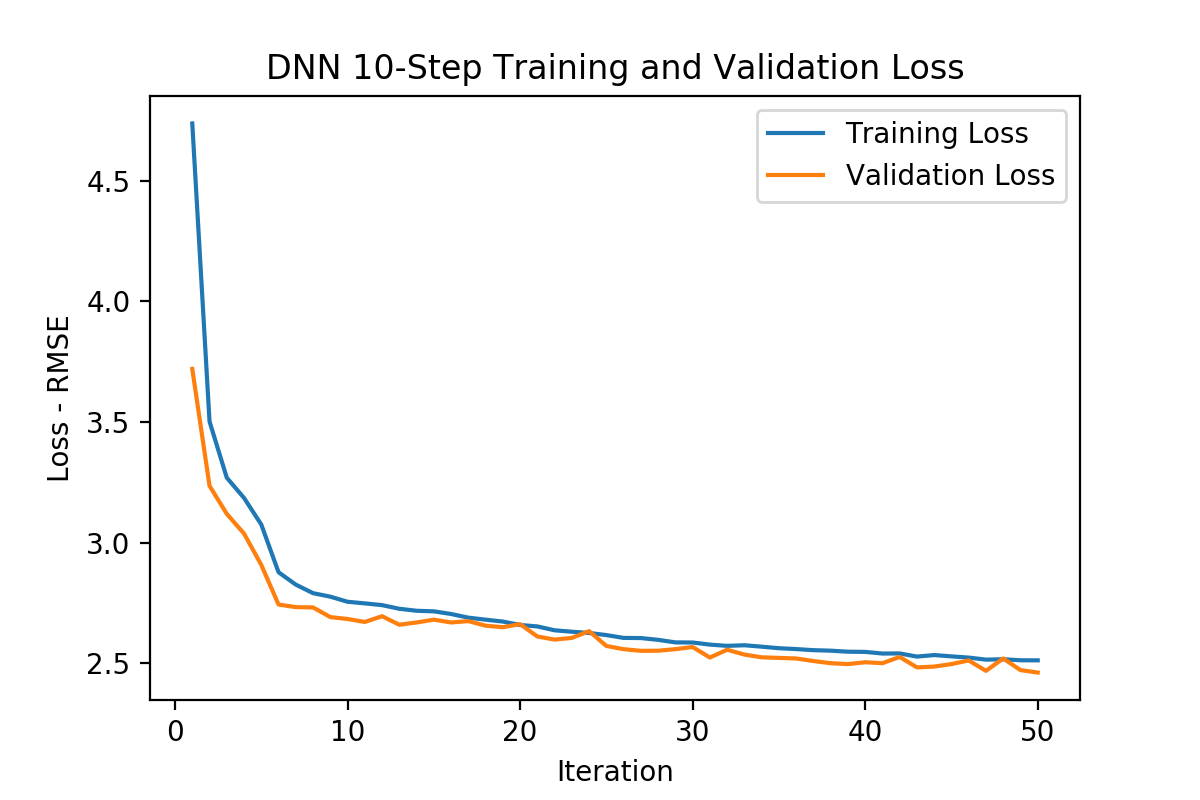 DNN 10-Step Training and Validation Loss
Training Loss
Validation Loss
4.5
4.0
3.5
3.0
2.5
Loss - RMSE
0 10 20 30 40 50
Iteration